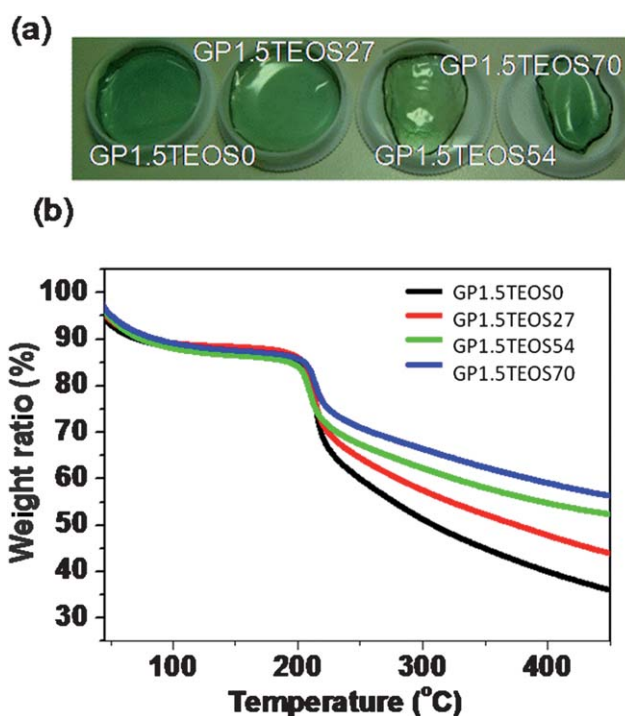 (a)
GP1.5TEOS27
GP1.5TEOS70
GP1.5TEOS0
GP1.5TEOS54
(b)
GP1.5TEOS0
GP1.5TEOS27
GP1.5TEOS54
GP1.5TEOS70
100
90
80
70
60
50
40
30
Weight ratio (%)
100 200 300 400
Temperature (°C)